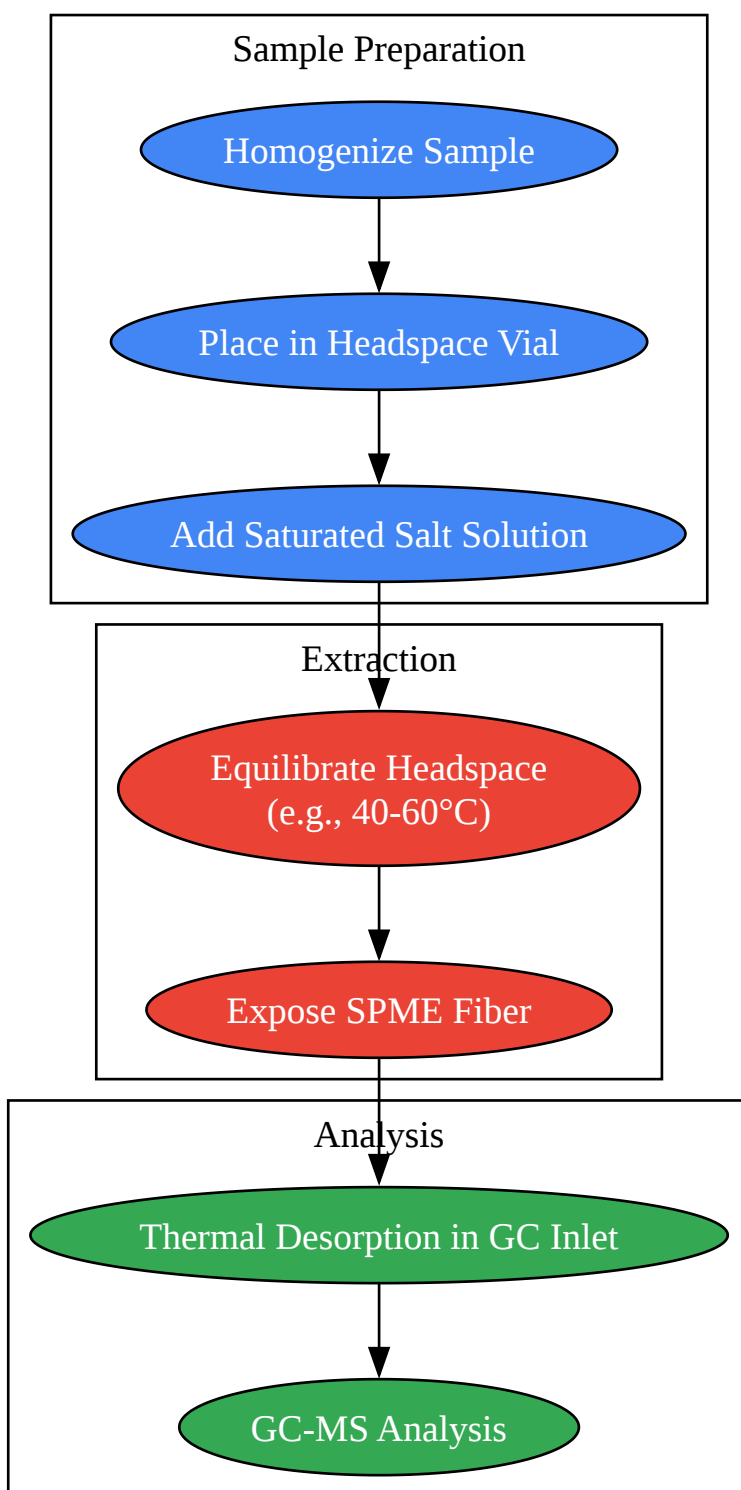 Sample Preparation
Homogenize Sample
Place in Headspace Vial
Add Saturated Salt Solution
Extraction
Equilibrate Headspace
(e.g., 40-60°C)
Expose SPME Fiber
Analysis
Thermal Desorption in GC Inlet
GC-MS Analysis